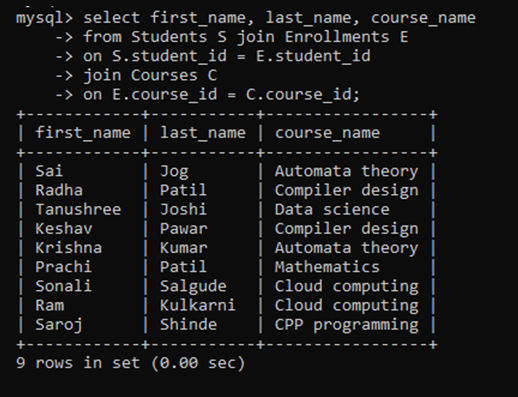 mysql> select first_name, last_name, course_name
    -> from Students S join Enrollments E
    -> on S.student_id = E.student_id
    -> join Courses C
    -> on E.course_id = C.course_id;
+------------+-----------+-----------------+
| first_name | last_name | course_name     |
+------------+-----------+-----------------+
| Sai        | Jog       | Automata theory |
| Radha      | Patil     | Compiler design |
| Tanushree  | Joshi     | Data science    |
| Keshav     | Pawar     | Compiler design |
| Krishna    | Kumar     | Automata theory |
| Prachi     | Patil     | Mathematics     |
| Sonali     | Salgude   | Cloud computing |
| Ram        | Kulkarni  | Cloud computing |
| Saroj      | Shinde    | CPP programming |
+------------+-----------+-----------------+
9 rows in set (0.00 sec)